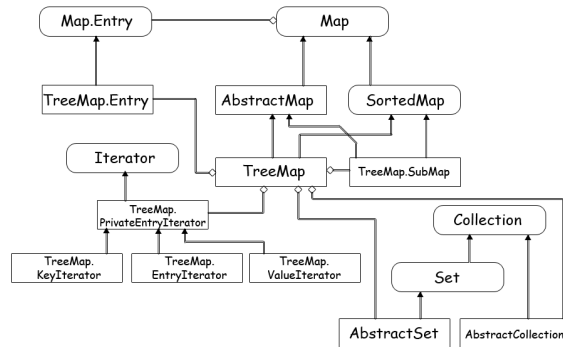 Map.Entry
Map
TreeMap.Entry
AbstractMap
SortedMap
Iterator
TreeMap
TreeMap.SubMap
TreeMap.
PrivateEntryIterator
Collection
TreeMap.
KeyIterator
TreeMap.
EntryIterator
TreeMap.
ValueIterator
Set
AbstractSet
AbstractCollection